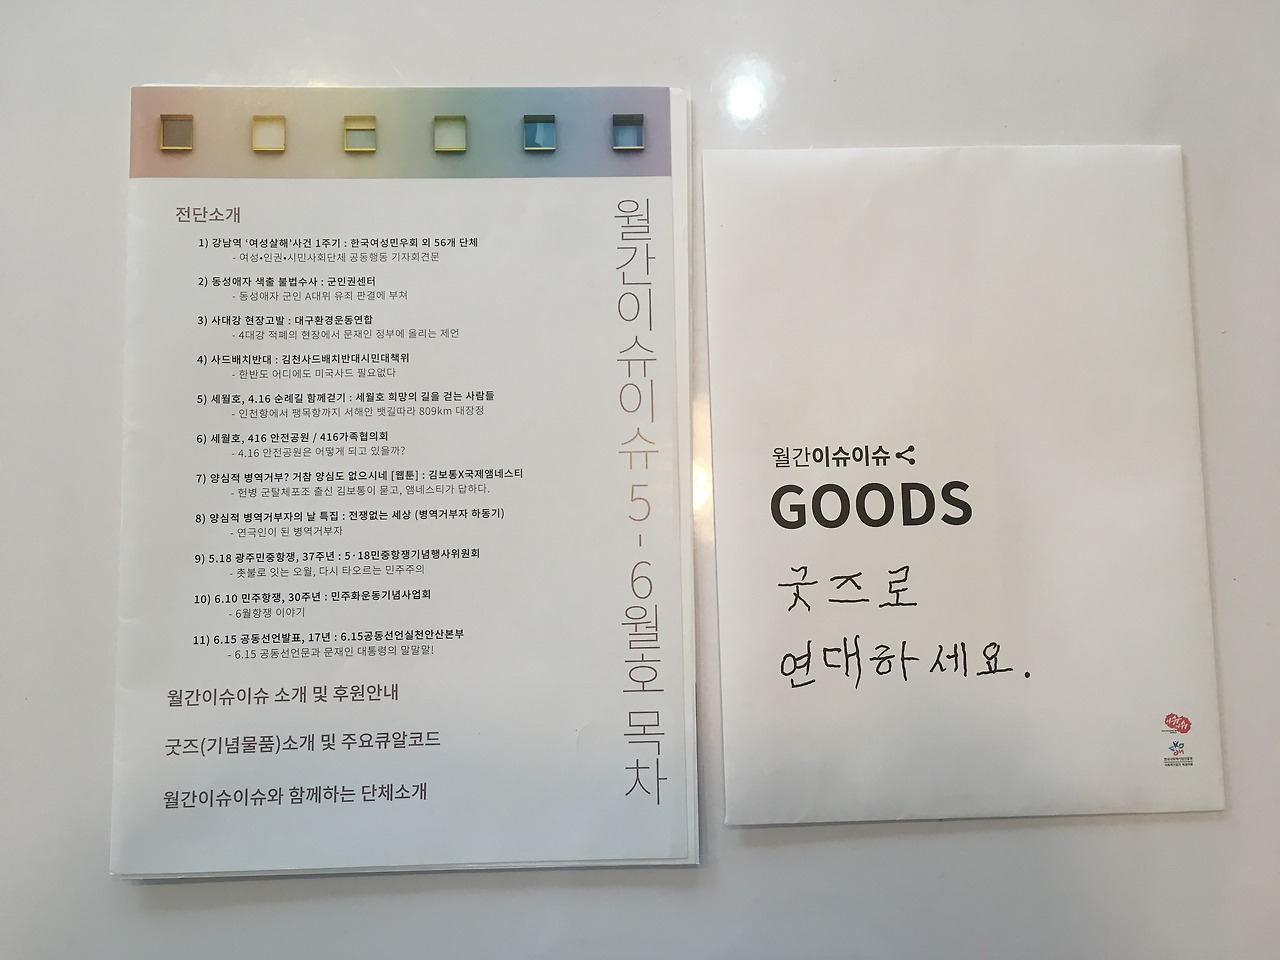 전단소개
1) 강남역 ‘여성살해’사건 1주기 : 한국여성민우회 외 56개 단체
- 여성•인권•시민사회단체 공동행동 기자회견문
2) 동성애자 색출 불법수사 : 군인권센터
- 동성애자 군인 A대위 유죄 판결에 부쳐
3) 사대강 현장고발 : 대구환경운동연합
- 4대강 적폐의 현장에서 문재인 정부에 올리는 제언
4) 사드배치반대 : 김천사드배치반대시민대책위
- 한반도 어디에도 미국사드 필요없다
5) 세월호, 4.16 순례길 함께걷기 : 세월호 희망의 길을 걷는 사람들
- 인천항에서 팽목항까지 서해안 뱃길따라 809km 대장정
6) 세월호, 416 안전공원 / 416가족협의회
- 4.16 안전공원은 어떻게 되고 있을까?
7) 양심적 병역거부? 거참 양심도 없으시네 [웹툰] : 김보통X국제앰네스티
- 헌병 군탈체포조 출신 김보통이 묻고, 앰네스티가 답하다.
8) 양심적 병역거부자의 날 특집 : 전쟁없는 세상 (병역거부자 하동기)
- 연극인이 된 병역거부자
9) 5.18 광주민중항쟁, 37주년 : 5·18민중항쟁기념행사위원회
- 촛불로 잇는 오월, 다시 타오르는 민주주의
10) 6.10 민주항쟁, 30주년 : 민주화운동기념사업회
- 6월항쟁 이야기
11) 6.15 공동선언발표, 17년 : 6.15공동선언실천안산본부
- 6.15 공동선언문과 문재인 대통령의 말말말!
월간이슈이슈 소개 및 후원안내
굿즈(기념물품)소개 및 주요큐알코드
월간이슈이슈와 함께하는 단체소개
월간이슈이슈 5-6월호 목차
월간이슈이슈
GOODS
굿즈로
연대하세요.